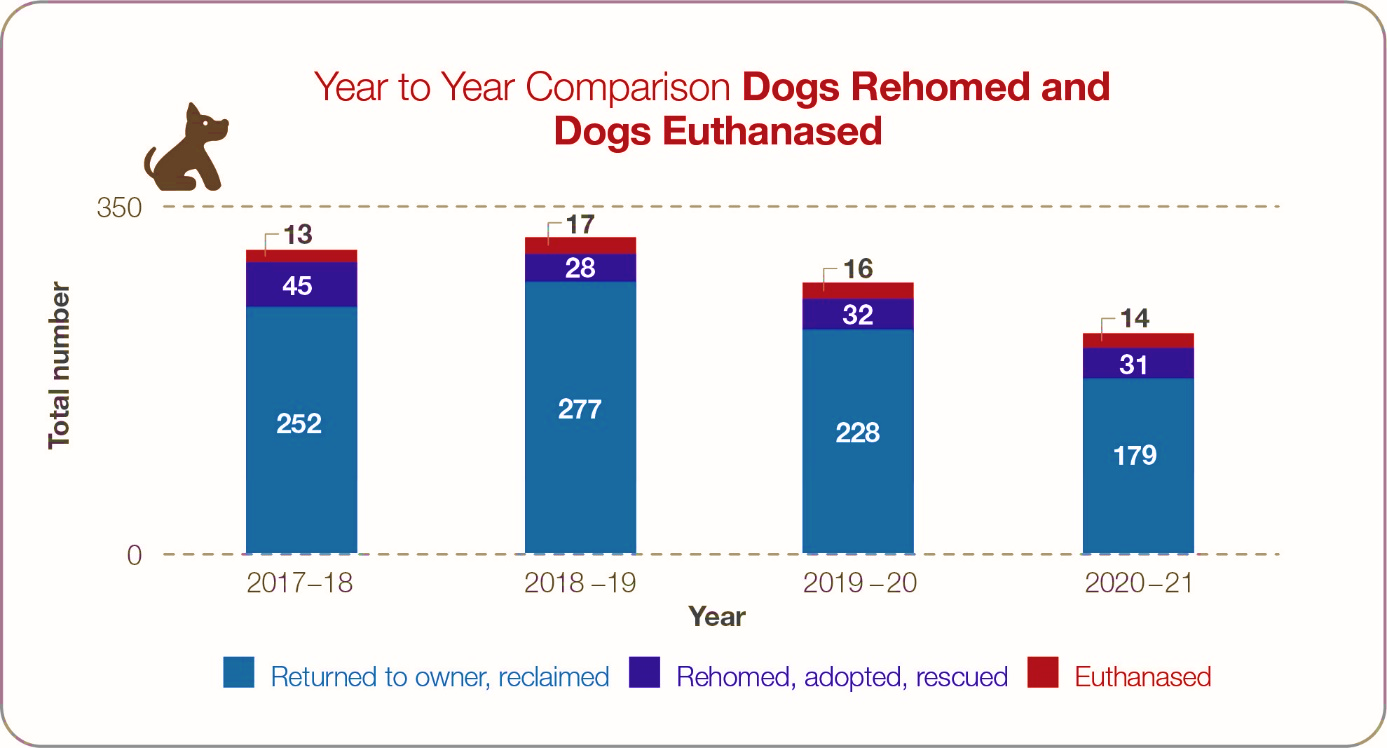 Year to Year Comparison Dogs Rehomed and
Dogs Euthanased
350
13
17
45
28
16
32
14
31
Total number
252
277
228
179
0
2017–18
2018–19
2019–20
2020–21
Year
Returned to owner, reclaimed
Rehomed, adopted, rescued
Euthanased